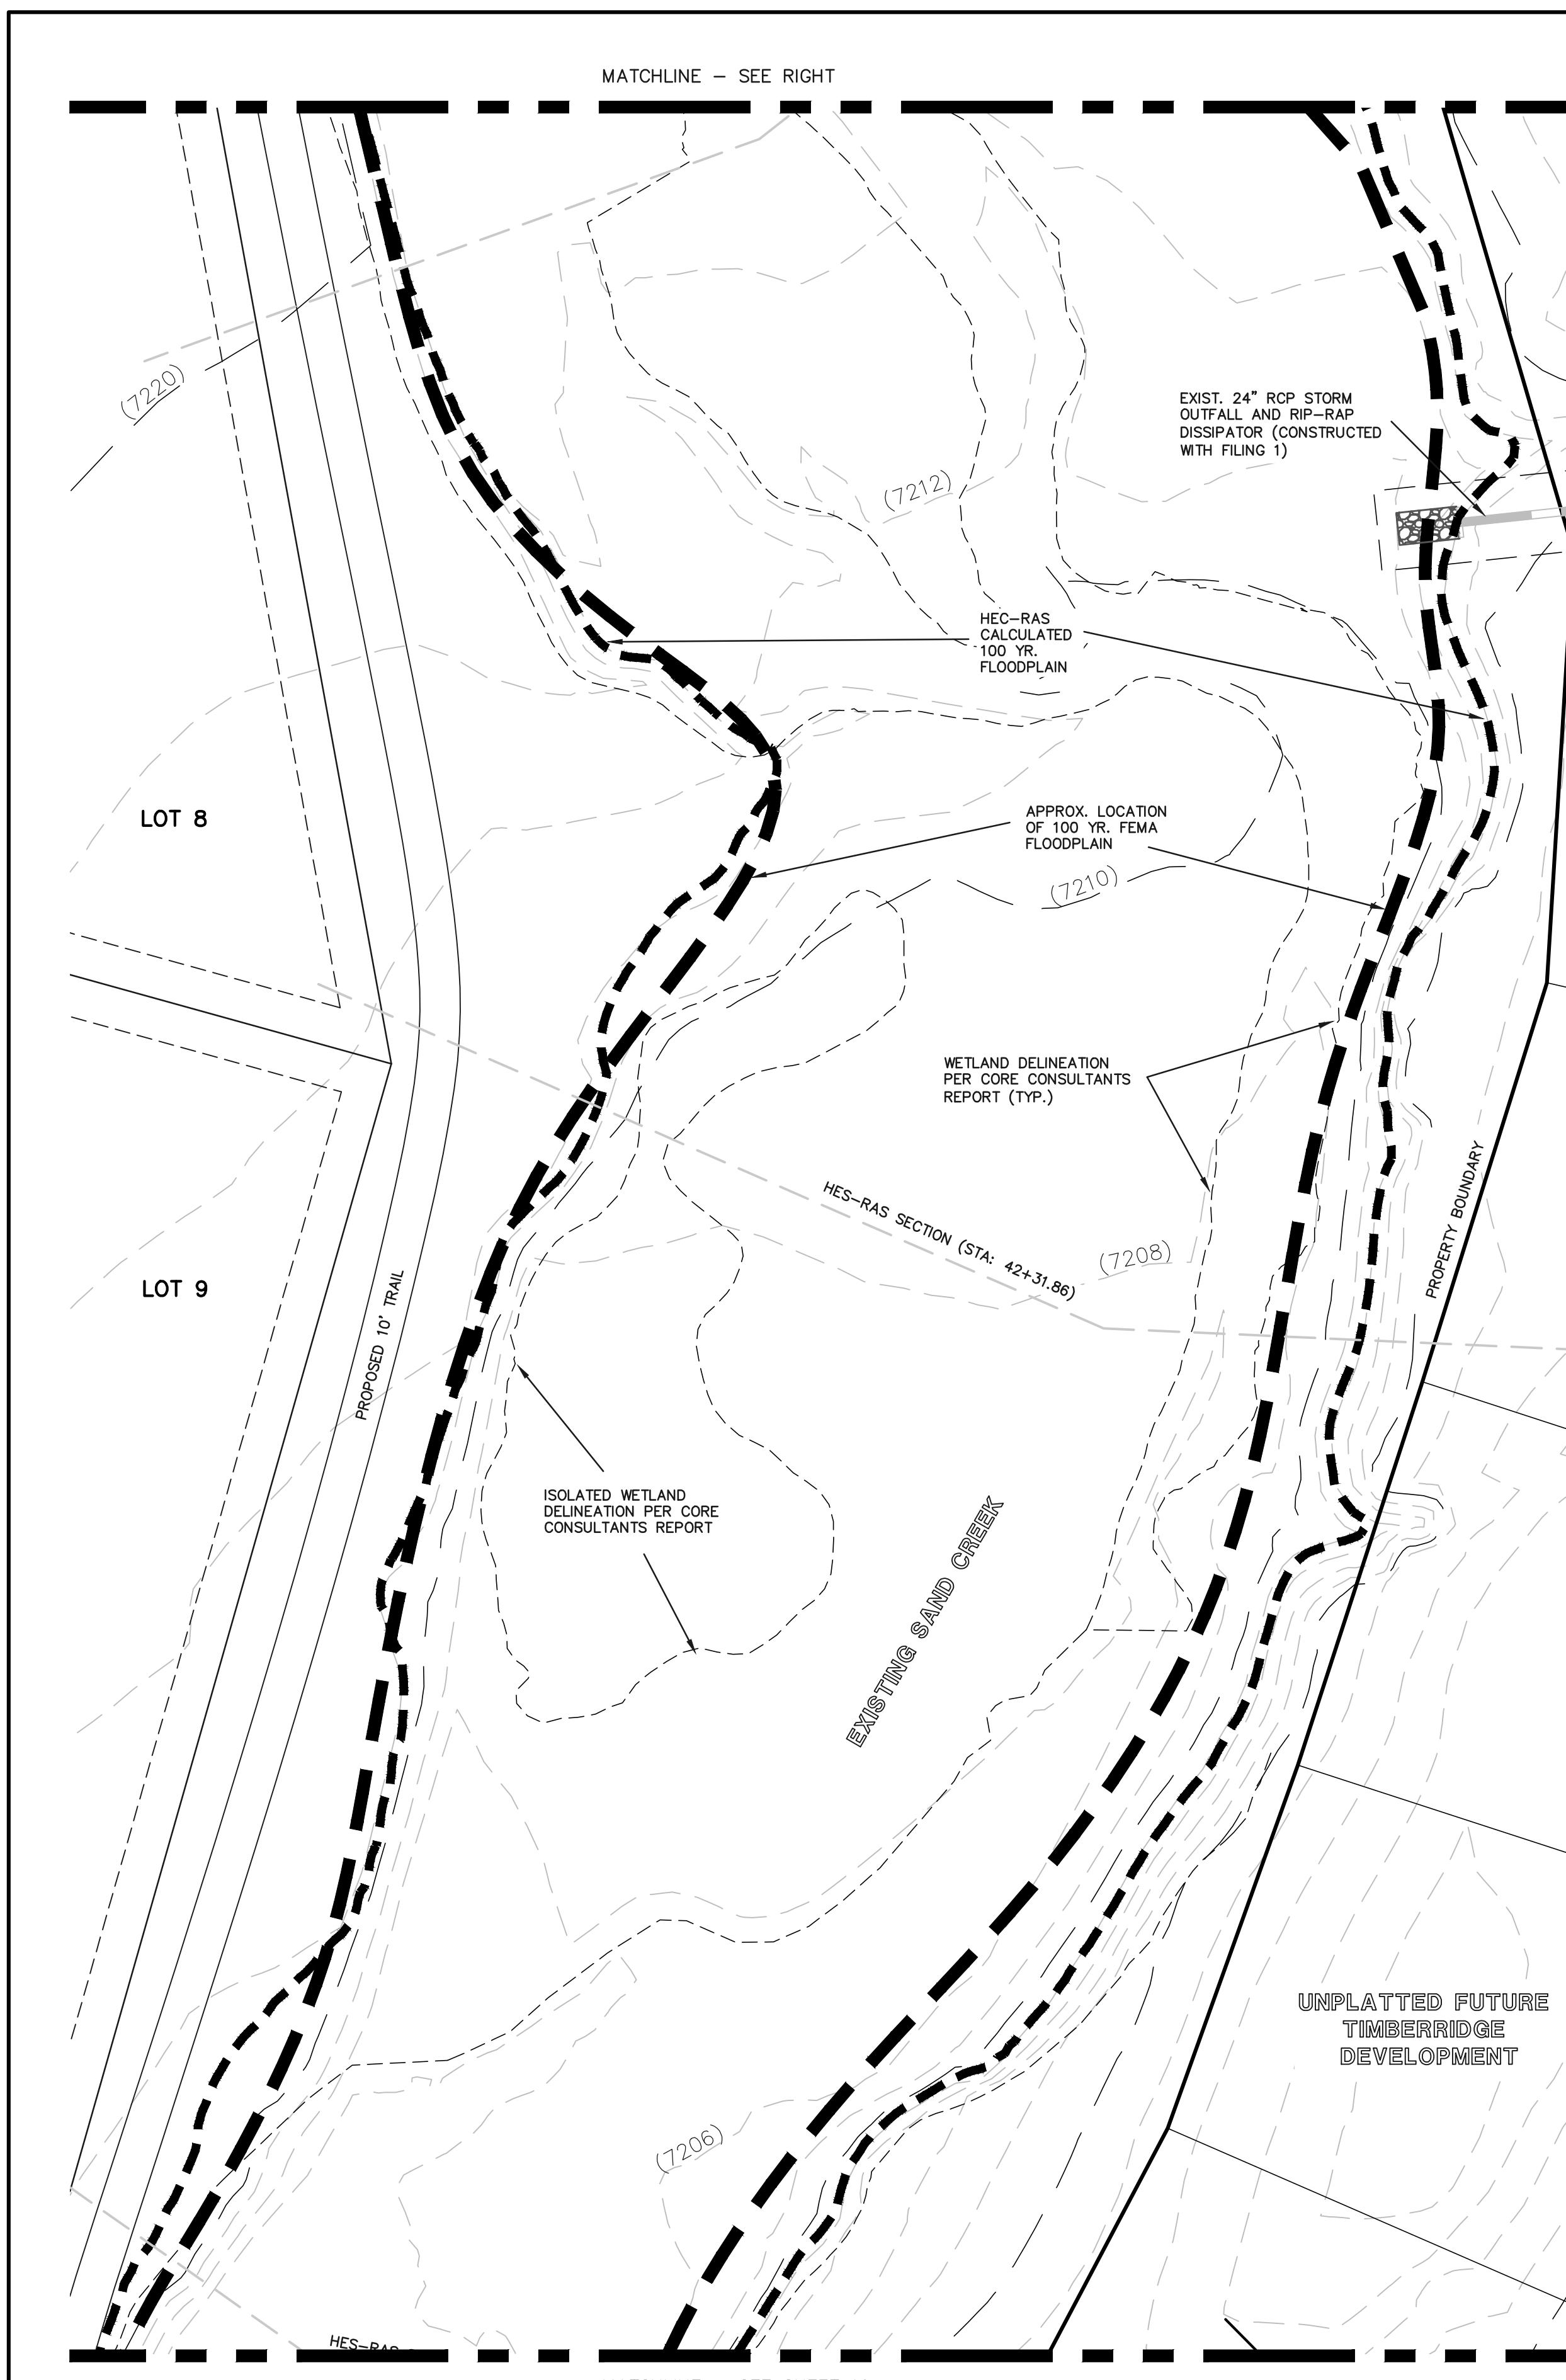 MATCHLINE – SEE RIGHT
(7220)
EXIST. 24" RCP STORM
OUTFALL AND RIP–RAP
DISSIPATOR (CONSTRUCTED
WITH FILING 1)
(7212)
HEC–RAS
CALCULATED
100 YR.
FLOODPLAIN
LOT 8
APPROX. LOCATION
OF 100 YR. FEMA
FLOODPLAIN
(7210)
WETLAND DELINEATION
PER CORE CONSULTANTS
REPORT (TYP.)
PROPERTY BOUNDARY
HES–RAS SECTION (STA: 42+31.86)
(7208)
LOT 9
PROPOSED 10' TRAIL
ISOLATED WETLAND
DELINEATION PER CORE
CONSULTANTS REPORT
EXISTING SAND CREEK
UNPLATTED FUTURE
TIMBERRIDGE
DEVELOPMENT
(7206)
HES–RAS